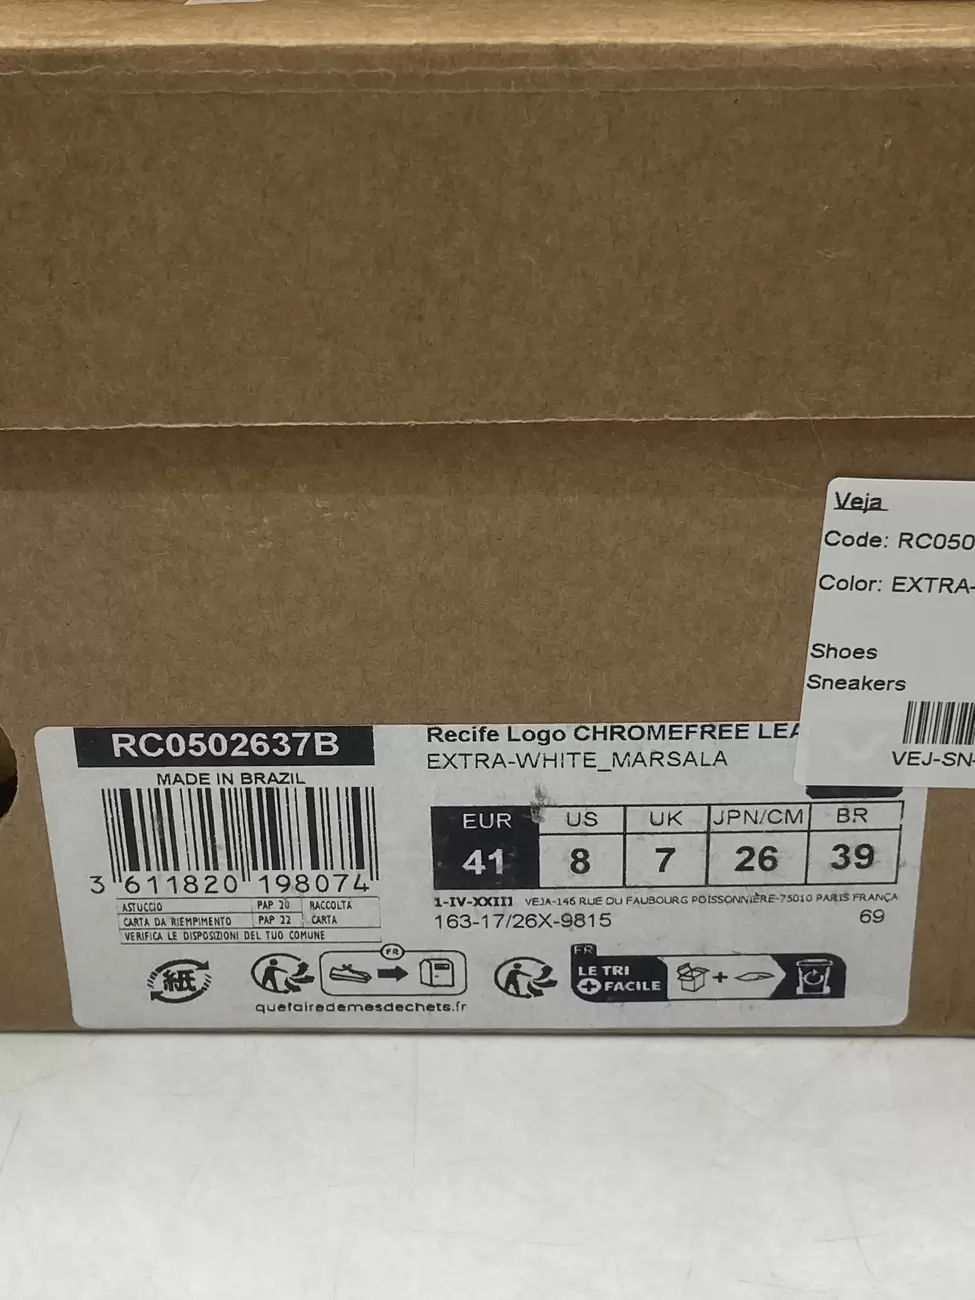 Veja
Code: RC050
Color: EXTRA-
Shoes
Sneakers
VEJ-SN-
RC0502637B
MADE IN BRAZIL
3 611820 198074
ASTUCCIO PAP 20 RACCOLTA
CARTA DA RIEMPIMENTO PAP 22 CARTA
VERIFICA LE DISPOSIZIONI DEL TUO COMUNE
Recife Logo CHROMEFREE LEA
EXTRA-WHITE_MARSALA
EUR US UK JPN/CM BR
41 8 7 26 39
1-IV-XXIII VEJA-146 RUE DU FAUBOURG POISSONNIÈRE-75010 PARIS FRANÇA
163-17/26X-9815 69
紙
FR
quefairedemesdechets.fr
FR
LE TRI
+ FACILE
+